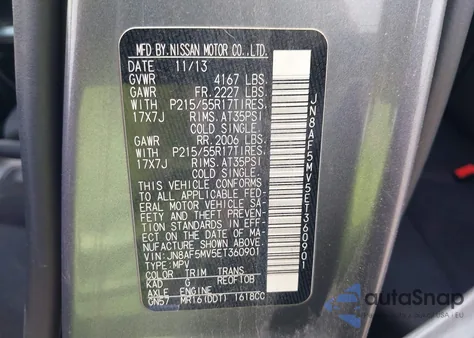 MFD.BY NISSAN MOTOR CO.,LTD.
DATE 11/13
GVWR 4167 LBS.
GAWR FR. 2227 LBS.
WITH P215/55R17TIRES.
17X7J RIMS.AT35PSI
COLD SINGLE.
GAWR RR. 2006 LBS.
WITH P215/55R17TIRES.
17X7J RIMS.AT35PSI
COLD SINGLE.
THIS VEHICLE CONFORMS
TO ALL APPLICABLE FED-
ERAL MOTOR VEHICLE SA-
FETY AND THEFT PREVEN-
TION STANDARDS IN EFF-
ECT ON THE DATE OF MA-
NUFACTURE SHOWN ABOVE.
VIN:JN8AF5MV5ET360901
TYPE:MPV
COLOR TRIM TRANS
KAD G RE0F10B
AXLE ENGINE
GN57 MR16(DDT) 1618CC
JN8AF5MV5ET360901
autoSnap